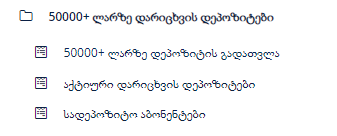 50000+ ლარზე დარიცხვის დეპოზიტები
50000+ ლარზე დეპოზიტის გადათვლა
აქტიური დარიცხვის დეპოზიტები
სადეპოზიტო აბონენტები